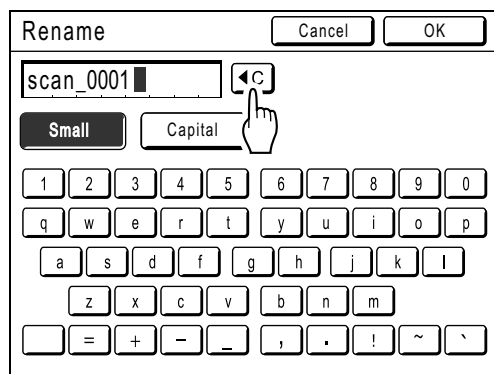 Rename Cancel OK
scan_0001 ◀C
Small Capital
1 2 3 4 5 6 7 8 9 0
q w e r t y u i o p
a s d f g h j k l
z x c v b n m
= + - _ , . ! ~ `